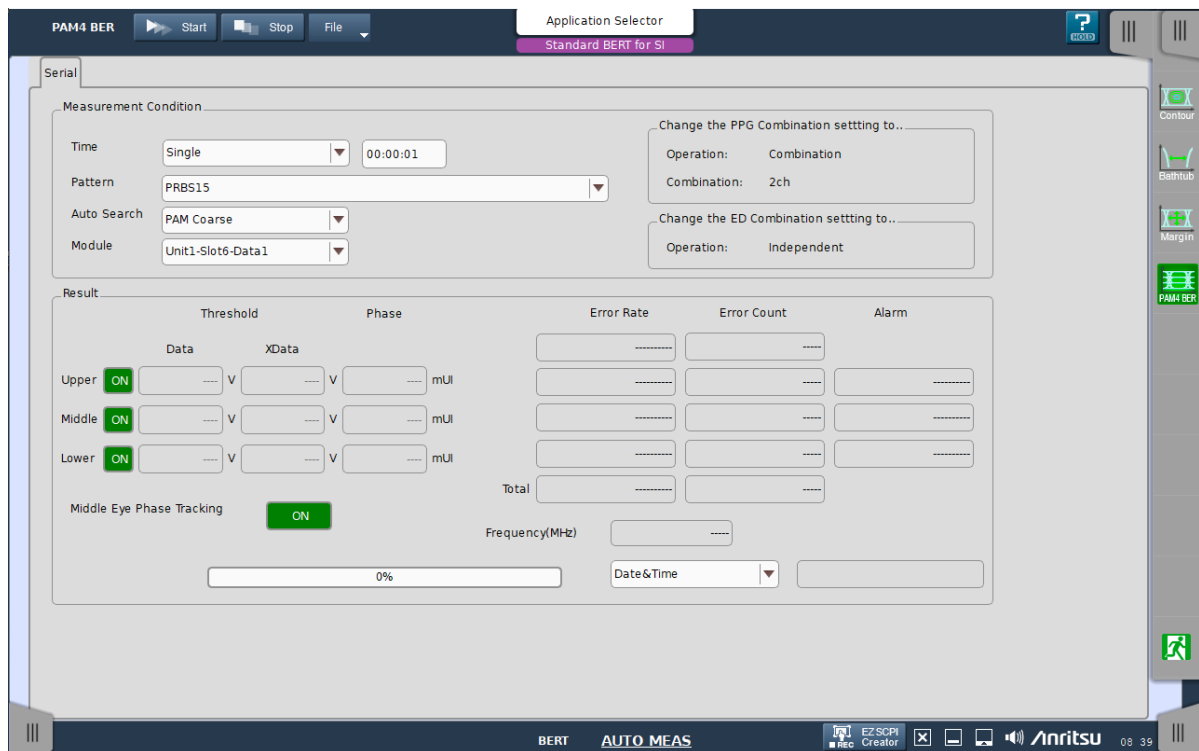 PAM4 BER
Start
Stop
File
Application Selector
Standard BERT for SI
?
HOLD
Serial
Measurement Condition
Time
Single
00:00:01
Pattern
PRBS15
Auto Search
PAM Coarse
Module
Unit1-Slot6-Data1
Change the PPG Combination settting to..
Operation: Combination
Combination: 2ch
Change the ED Combination settting to..
Operation: Independent
Result
Threshold Phase Error Rate Error Count Alarm
Data XData
---------- -----
Upper ON ---- V ---- V ---- mUI ---------- ----- ----------
Middle ON ---- V ---- V ---- mUI ---------- ----- ----------
Lower ON ---- V ---- V ---- mUI ---------- ----- ----------
Total ---------- -----
Middle Eye Phase Tracking ON
Frequency(MHz) -----
0%
Date&Time
Contour
Bathtub
Margin
PAM4 BER
BERT
AUTO MEAS
REC
EZ SCPI
Creator
Anritsu
08 39